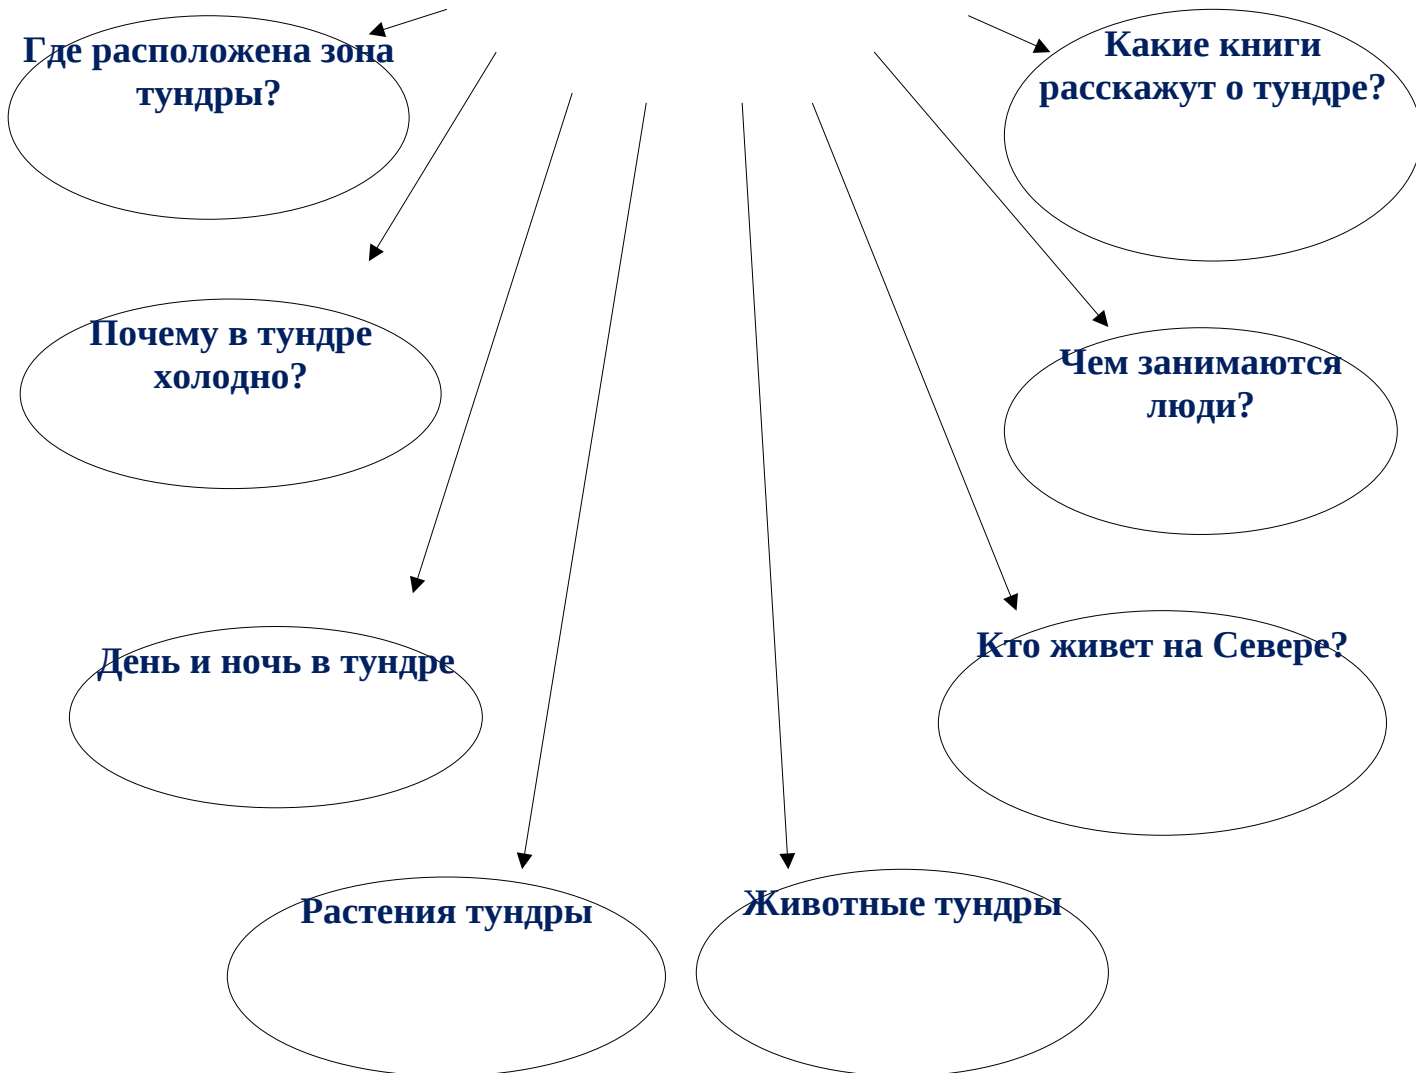 Где расположена зона
тундры?
Какие книги
расскажут о тундре?
Почему в тундре
холодно?
Чем занимаются
люди?
День и ночь в тундре
Кто живет на Севере?
Растения тундры
Животные тундры